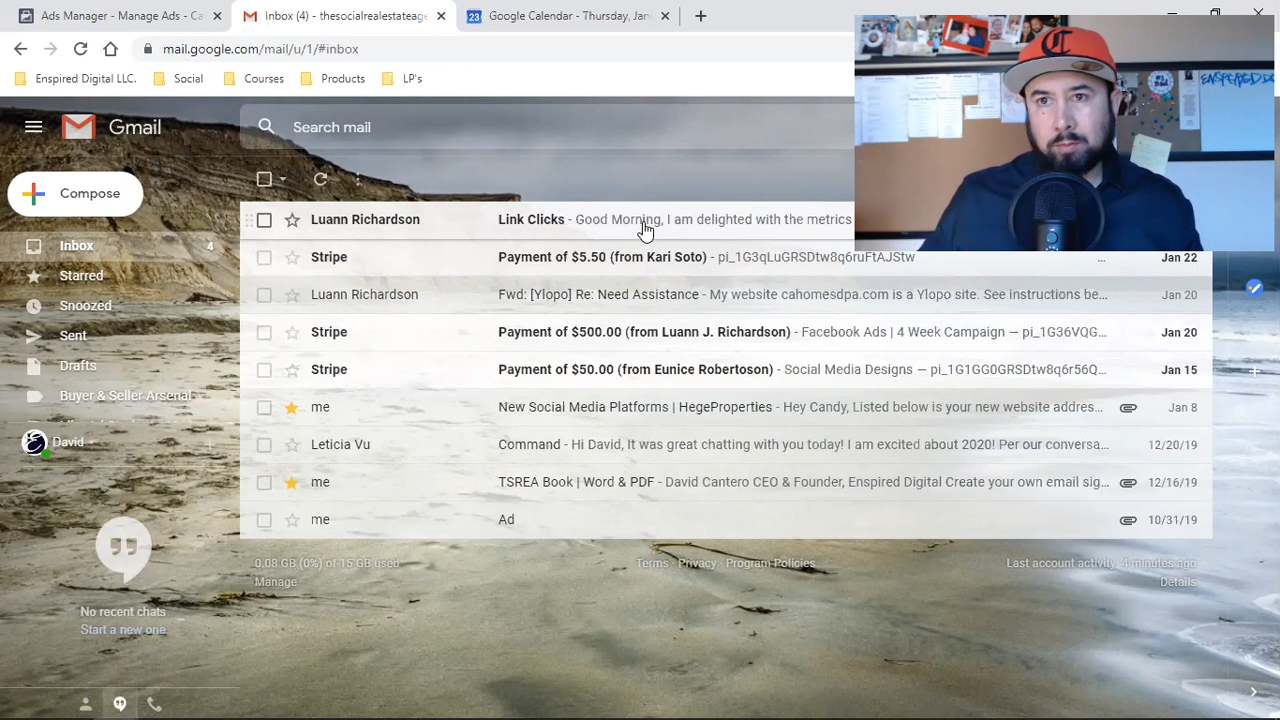 Ads Manager - Manage Ads - Ca
Inbox (4) - thesocialrealestateage
23 Google Calendar - Thursday, Jan
mail.google.com/mail/u/1/#inbox
Enspired Digital LLC. Social Courses Products LP's
Gmail
Search mail
Compose
Inbox 4
Starred
Snoozed
Sent
Drafts
Buyer & Seller Arsenal
David
No recent chats
Start a new one
Luann Richardson Link Clicks - Good Morning, I am delighted with the metrics
Stripe Payment of $5.50 (from Kari Soto) - pi_1G3qLuGRSDtw8q6ruFtAJStw ... Jan 22
Luann Richardson Fwd: [Ylopo] Re: Need Assistance - My website cahomesdpa.com is a Ylopo site. See instructions be... Jan 20
Stripe Payment of $500.00 (from Luann J. Richardson) - Facebook Ads | 4 Week Campaign — pi_1G36VQG... Jan 20
Stripe Payment of $50.00 (from Eunice Robertoson) - Social Media Designs — pi_1G1GG0GRSDtw8q6r56Q... Jan 15
me New Social Media Platforms | HegeProperties - Hey Candy, Listed below is your new website addres... Jan 8
Leticia Vu Command - Hi David, It was great chatting with you today! I am excited about 2020! Per our conversa... 12/20/19
me TSREA Book | Word & PDF - David Cantero CEO & Founder, Enspired Digital Create your own email sig... 12/16/19
me Ad 10/31/19
0.08 GB (0%) of 15 GB used
Manage
Terms · Privacy · Program Policies
Last account activity: 4 minutes ago
Details